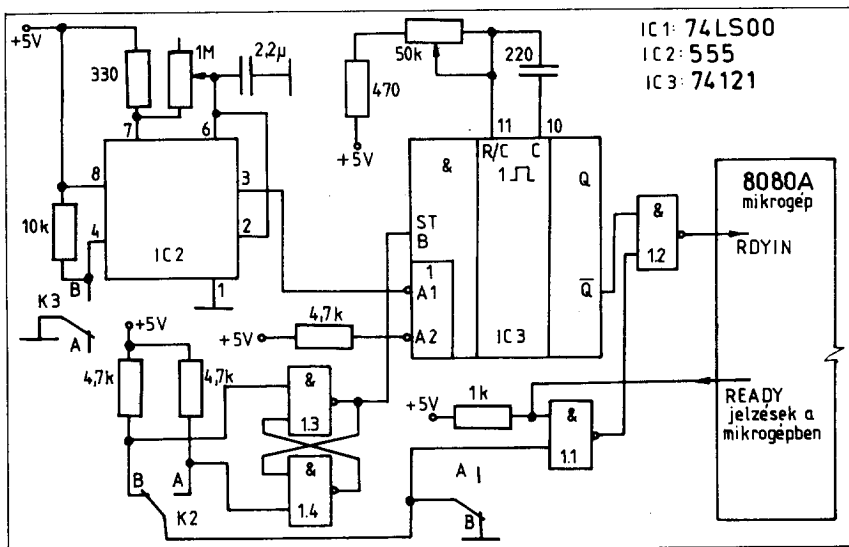 +5V
330
1M
2,2µ
50k
470
220
+5V
IC1: 74LS00
IC2: 555
IC3: 74121
7
6
8
3
4
2
10k
IC2
1
B
K3
A
11
10
R/C
C
&
1
Q
ST
B
1
A1
A2
Q
IC3
&
1.2
8080A
mikrogép
RDYIN
+5V
4,7k
4,7k
+5V
4,7k
&
1.3
&
1.4
B
A
K2
+5V
1k
&
1.1
A
1
B
READY
jelzések a
mikrogépben